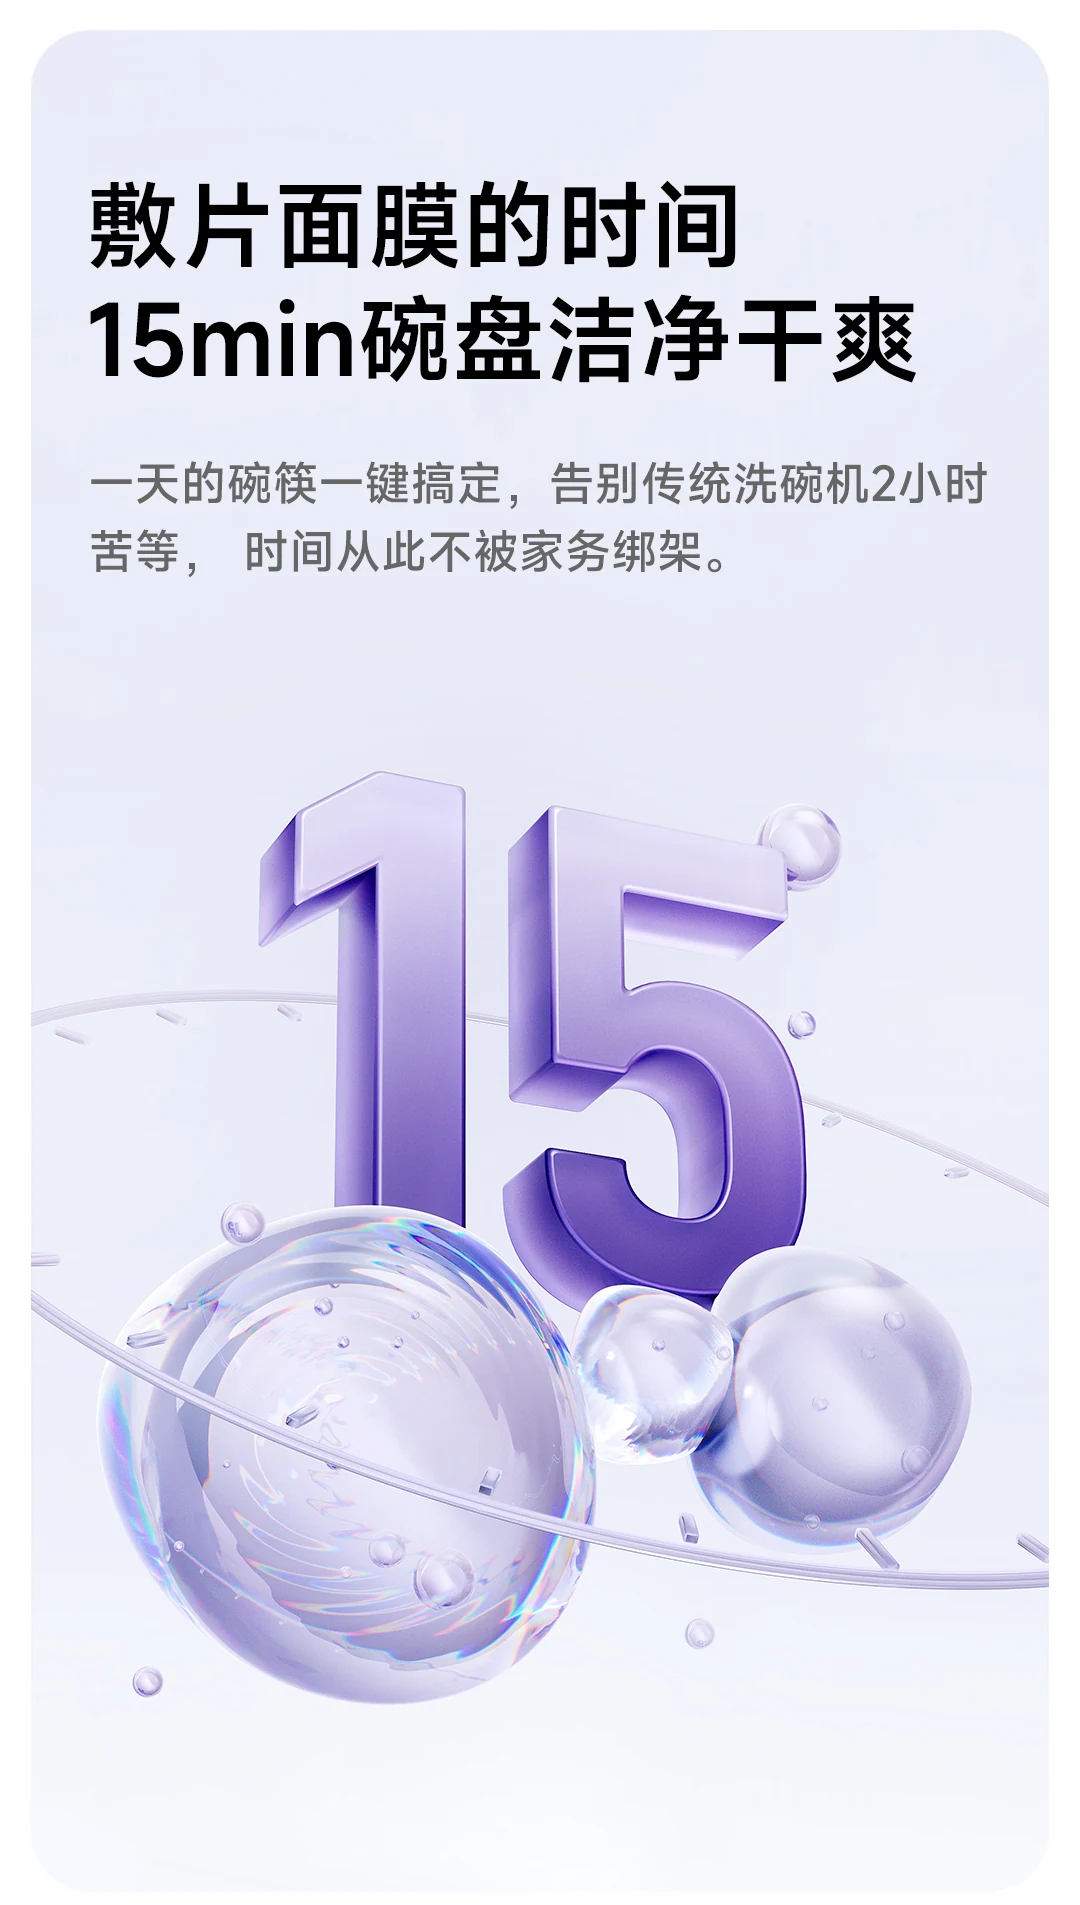 敷片面膜的时间
15min碗盘洁净干爽
一天的碗筷一键搞定，告别传统洗碗机2小时
苦等， 时间从此不被家务绑架。
15